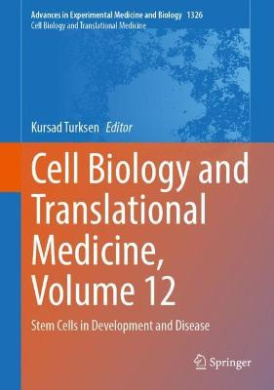 Advances in Experimental Medicine and Biology 1326
Cell Biology and Translational Medicine
Kursad Turksen Editor
Cell Biology and
Translational
Medicine,
Volume 12
Stem Cells in Development and Disease
Springer